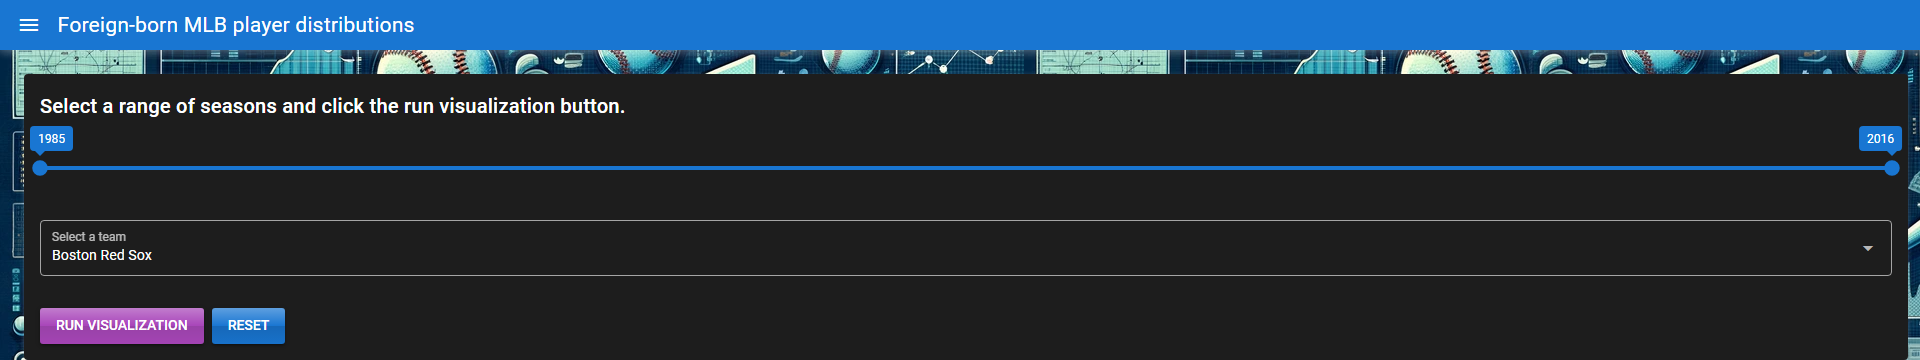 Foreign-born MLB player distributions
Select a range of seasons and click the run visualization button.
1985
2016
Select a team
Boston Red Sox
RUN VISUALIZATION
RESET